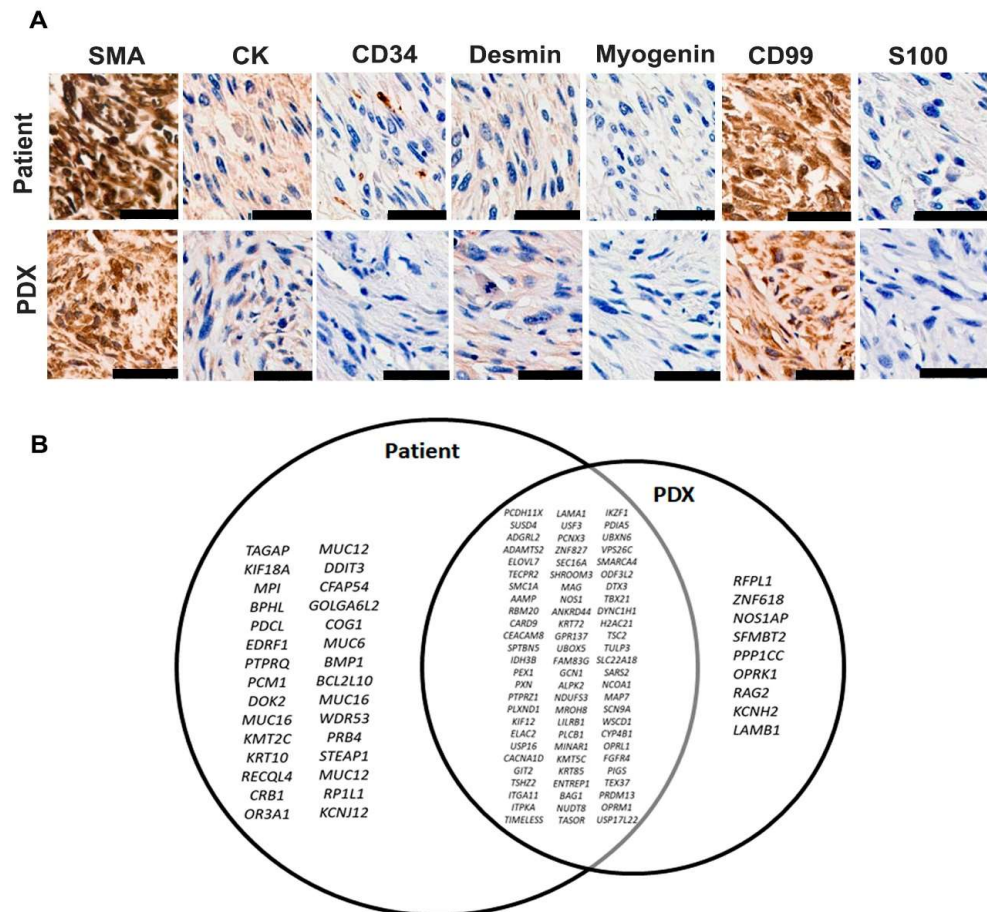 A
SMA CK CD34 Desmin Myogenin CD99 S100
Patient
PDX
B
Patient
PDX
TAGAP MUC12
KIF18A DDIT3
MPI CFAP54
BPHL GOLGA6L2
PDCL COG1
EDRF1 MUC6
PTPRQ BMP1
PCM1 BCL2L10
DOK2 MUC16
MUC16 WDR53
KMT2C PRB4
KRT10 STEAP1
RECQL4 MUC12
CRB1 RP1L1
OR3A1 KCNJ12
PCDH11X LAMA1 IKZF1
SUSD4 USF3 PDIA5
ADGRL2 PCNX3 UBXN6
ADAMTS2 ZNF827 VPS26C
ELOVL7 SEC16A SMARCA4
TECPR2 SHROOM3 ODF3L2
SMC1A MAG DTX3
AAMP NOS1 TBX21
RBM20 ANKRD44 DYNC1H1
CARD9 KRT72 H2AC21
CEACAM8 GPR137 TSC2
SPTBN5 UBOX5 TULP3
IDH3B FAM83G SLC22A18
PEX1 GCN1 SARS2
PXN ALPK2 NCOA1
PTPRZ1 NDUFS3 MAP7
PLXND1 MROH8 SCN9A
KIF12 LILRB1 WSCD1
ELAC2 PLCB1 CYP4B1
USP16 MINAR1 OPRL1
CACNA1D KMT5C FGFR4
GIT2 KRT85 PIGS
TSHZ2 ENTREP1 TEX37
ITGA11 BAG1 PRDM13
ITPKA NUDT8 OPRM1
TIMELESS TASOR USP17L22
RFPL1
ZNF618
NOS1AP
SFMBT2
PPP1CC
OPRK1
RAG2
KCNH2
LAMB1